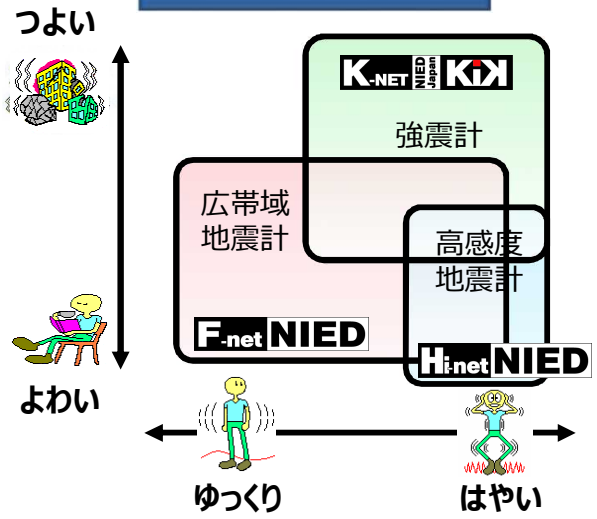 つよい
K-NET NIED Japan KiK
強震計
広帯域
地震計
高感度
地震計
F-net NIED
Hi-net NIED
よわい
ゆっくり
はやい